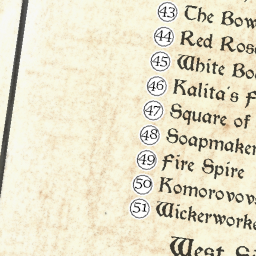 43 The Bow
44 Red Rose
45 White Bo
46 Kalita's F
47 Square of
48 Soapmaker
49 Fire Spire
50 Komorovo
51 Wickerworke
West S